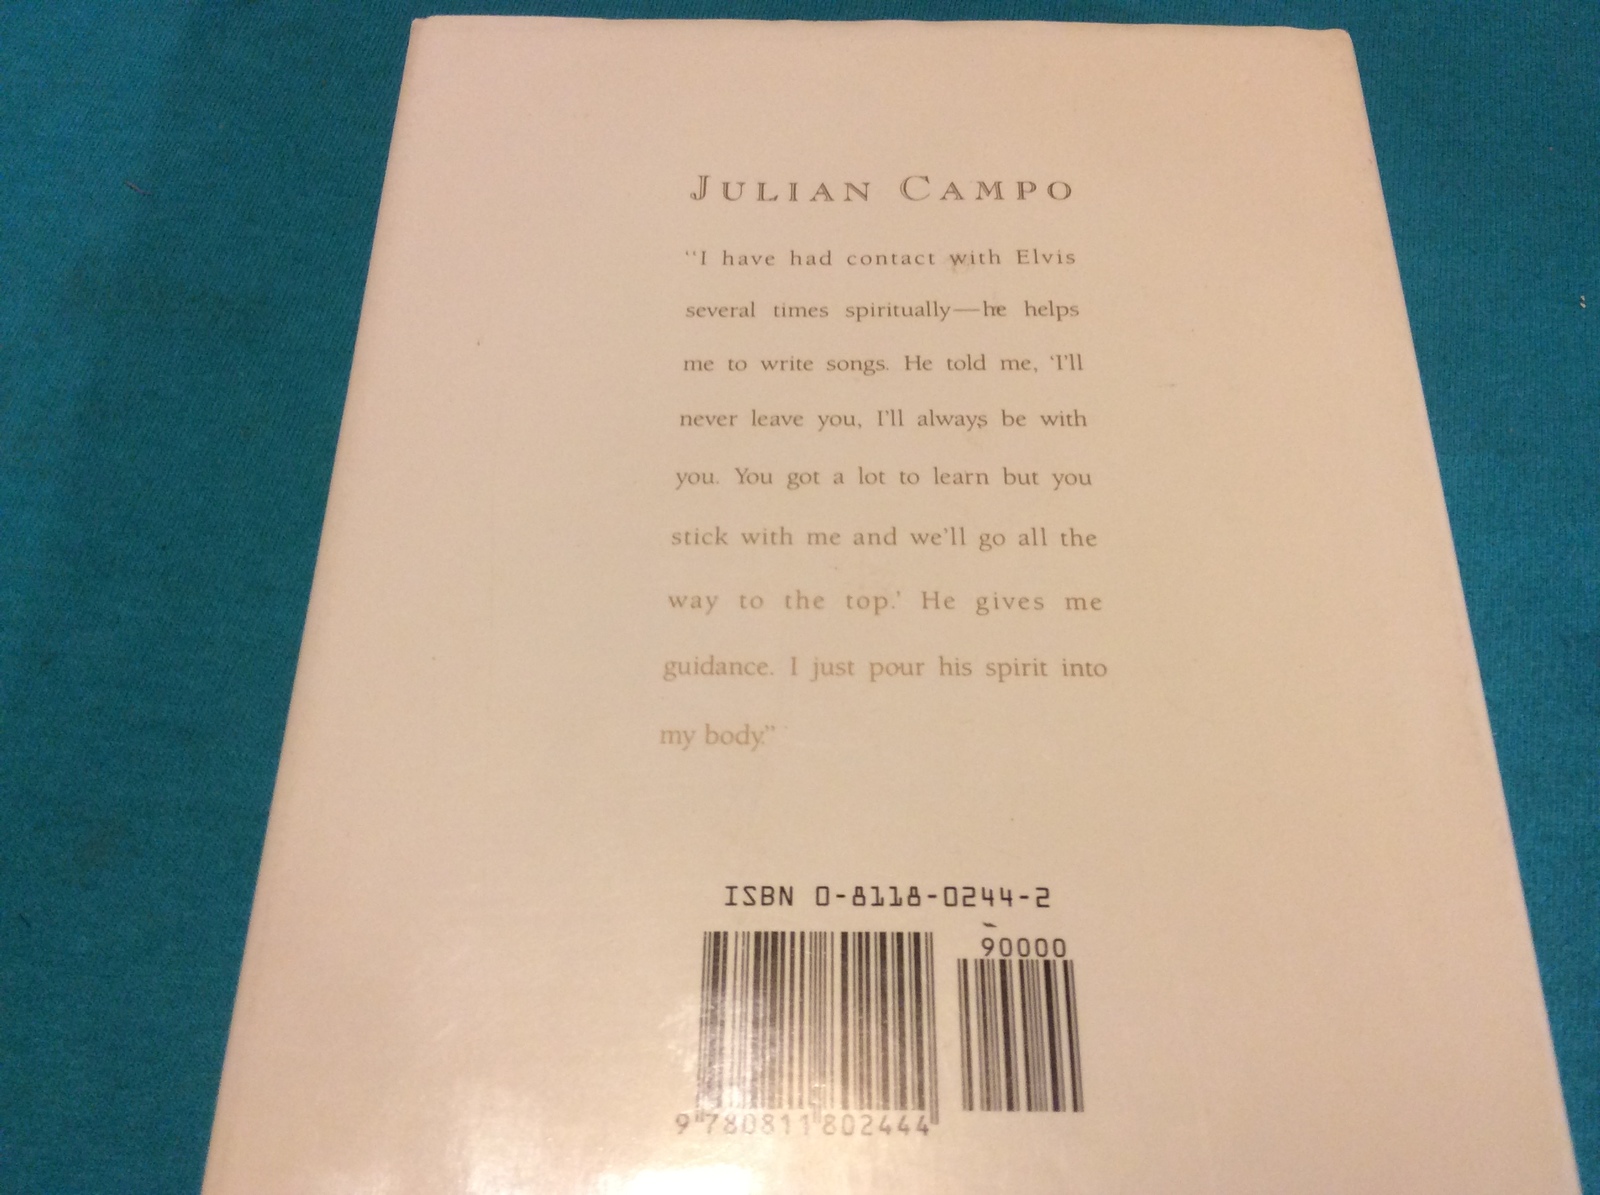 JULIAN CAMPO
“I have had contact with Elvis
several times spiritually—he helps
me to write songs. He told me, ‘I’ll
never leave you, I’ll always be with
you. You got a lot to learn but you
stick with me and we’ll go all the
way to the top.’ He gives me
guidance. I just pour his spirit into
my body.”
ISBN 0-8118-0244-2
90000
9 780811 802444